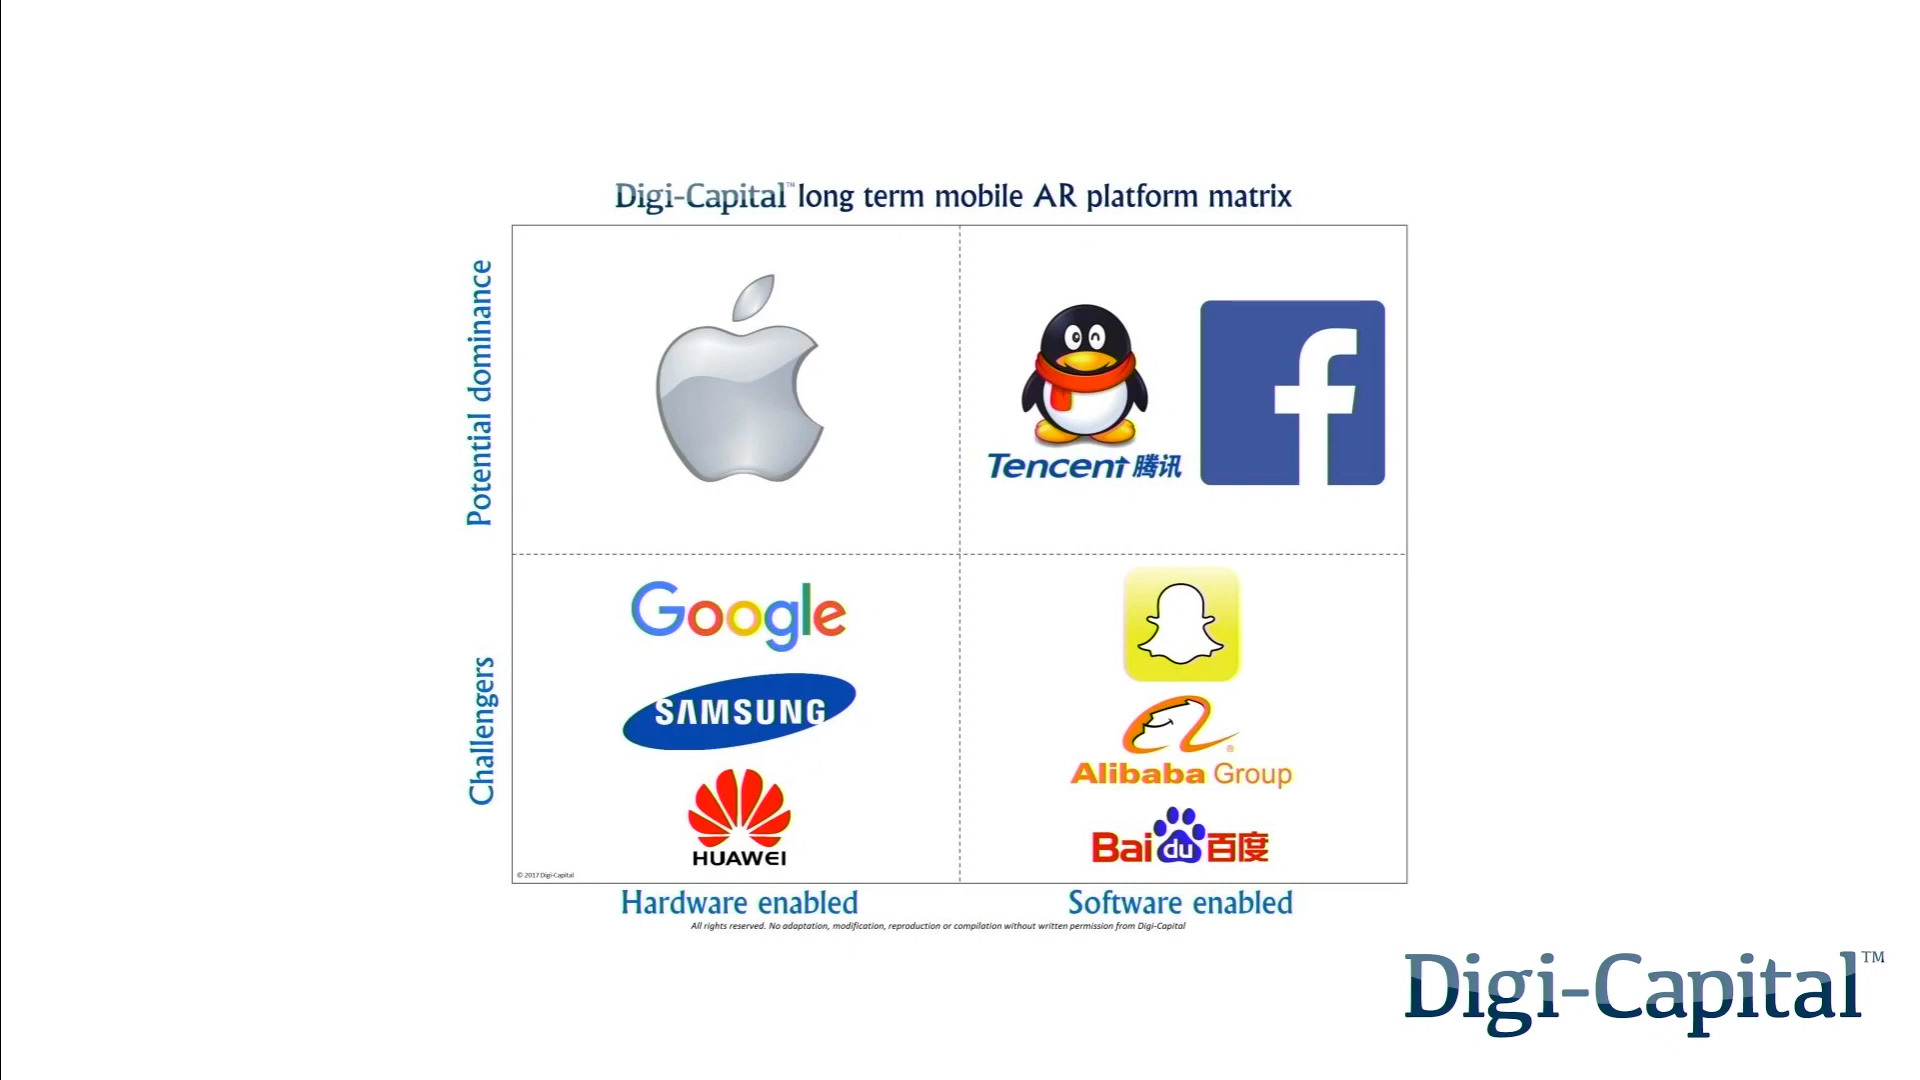 Digi-Capital™ long term mobile AR platform matrix
Potential dominance
Tencent 腾讯
f
Challengers
Google
SAMSUNG
HUAWEI
Alibaba Group
®
Bai du 百度
© 2017 Digi-Capital
Hardware enabled
Software enabled
All rights reserved. No adaptation, modification, reproduction or compilation without written permission from Digi-Capital
Digi-Capital™